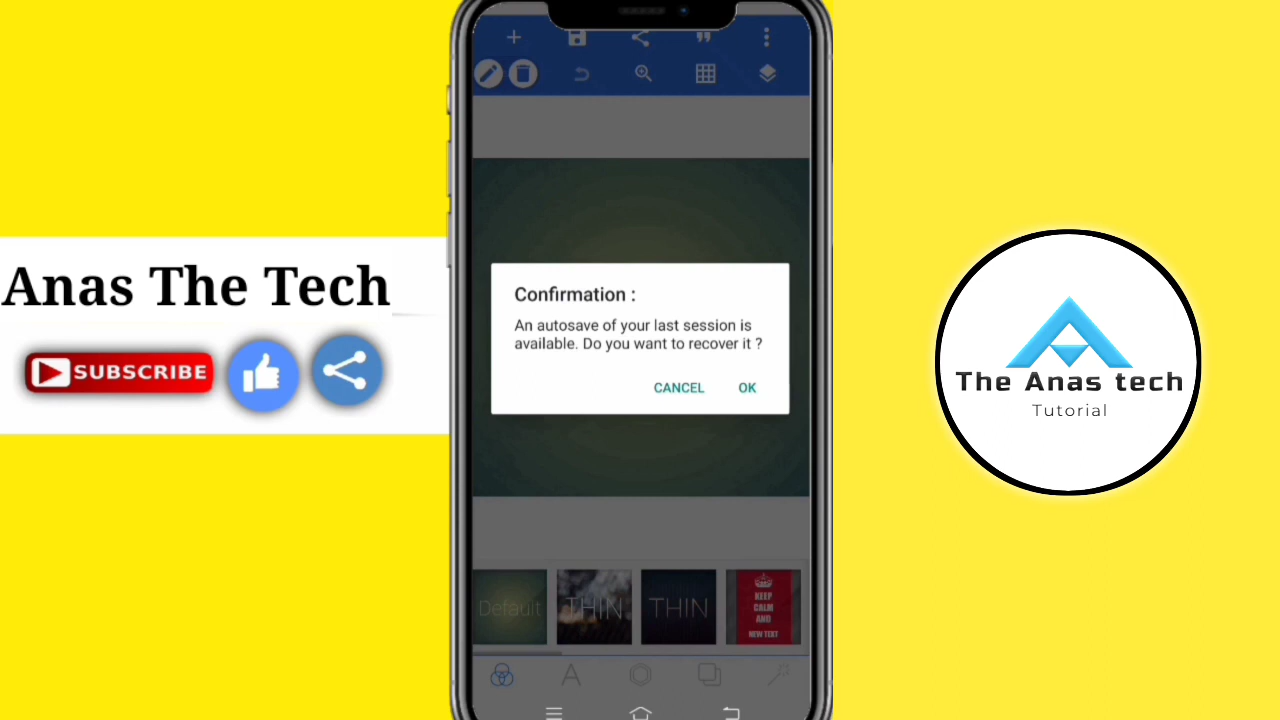 Anas The Tech
SUBSCRIBE
Confirmation :
An autosave of your last session is
available. Do you want to recover it ?
CANCEL OK
Default
THIN
THIN
KEEP
CALM
AND
NEW TEXT
A
The Anas tech
Tutorial